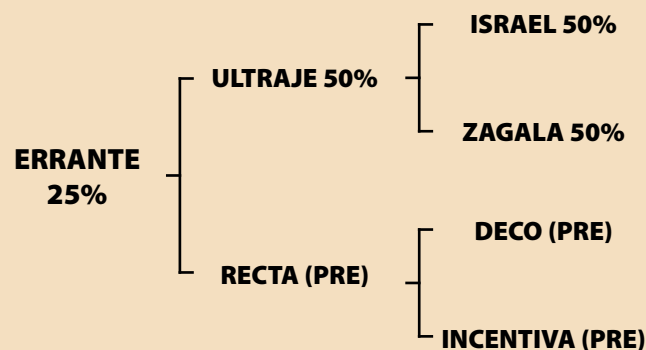 ISRAEL 50%
ULTRAJE 50%
ZAGALA 50%
ERRANTE
25%
DECO (PRE)
RECTA (PRE)
INCENTIVA (PRE)